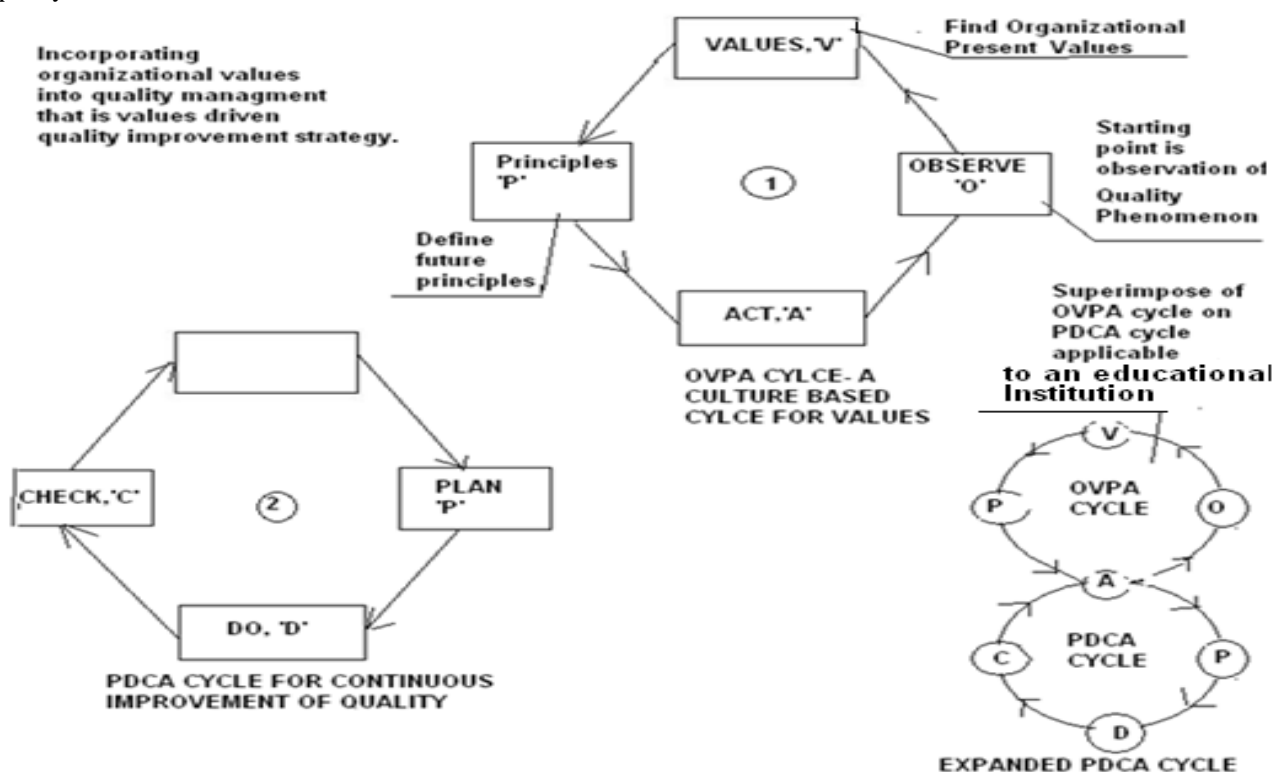 Incorporating
organizational values
into quality managment
that is values driven
quality improvement strategy.
VALUES,'V'
Find Organizational
Present Values
Principles
'P'
1
OBSERVE
'O'
Starting
point is
observation of
Quality
Phenomenon
Define
future
principles
ACT,'A'
OVPA CYLCE- A
CULTURE BASED
CYLCE FOR VALUES
Superimpose of
OVPA cycle on
PDCA cycle
applicable
to an educational
Institution
CHECK,'C'
2
PLAN
'P'
DO, 'D'
PDCA CYCLE FOR CONTINUOUS
IMPROVEMENT OF QUALITY
V
P
OVPA
CYCLE
O
A
C
PDCA
CYCLE
P
D
EXPANDED PDCA CYCLE